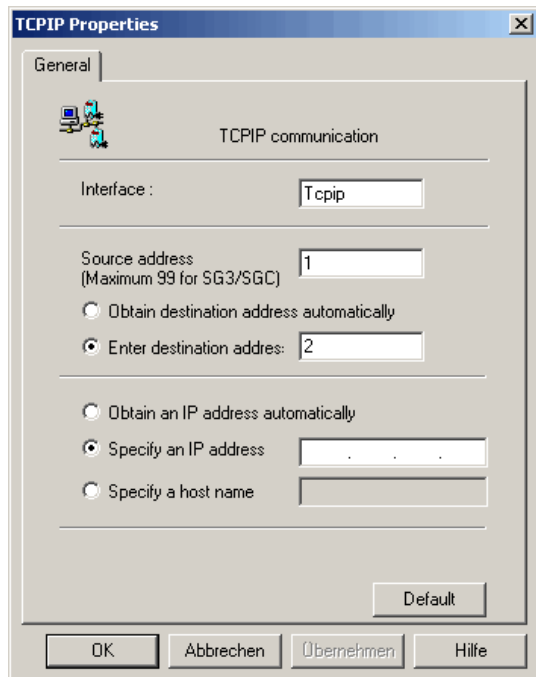 TCPIP Properties
General
TCPIP communication
Interface :
Tcpip
Source address
(Maximum 99 for SG3/SGC)
1
Obtain destination address automatically
Enter destination addres:
2
Obtain an IP address automatically
Specify an IP address
. . .
Specify a host name
Default
OK
Abbrechen
Übernehmen
Hilfe